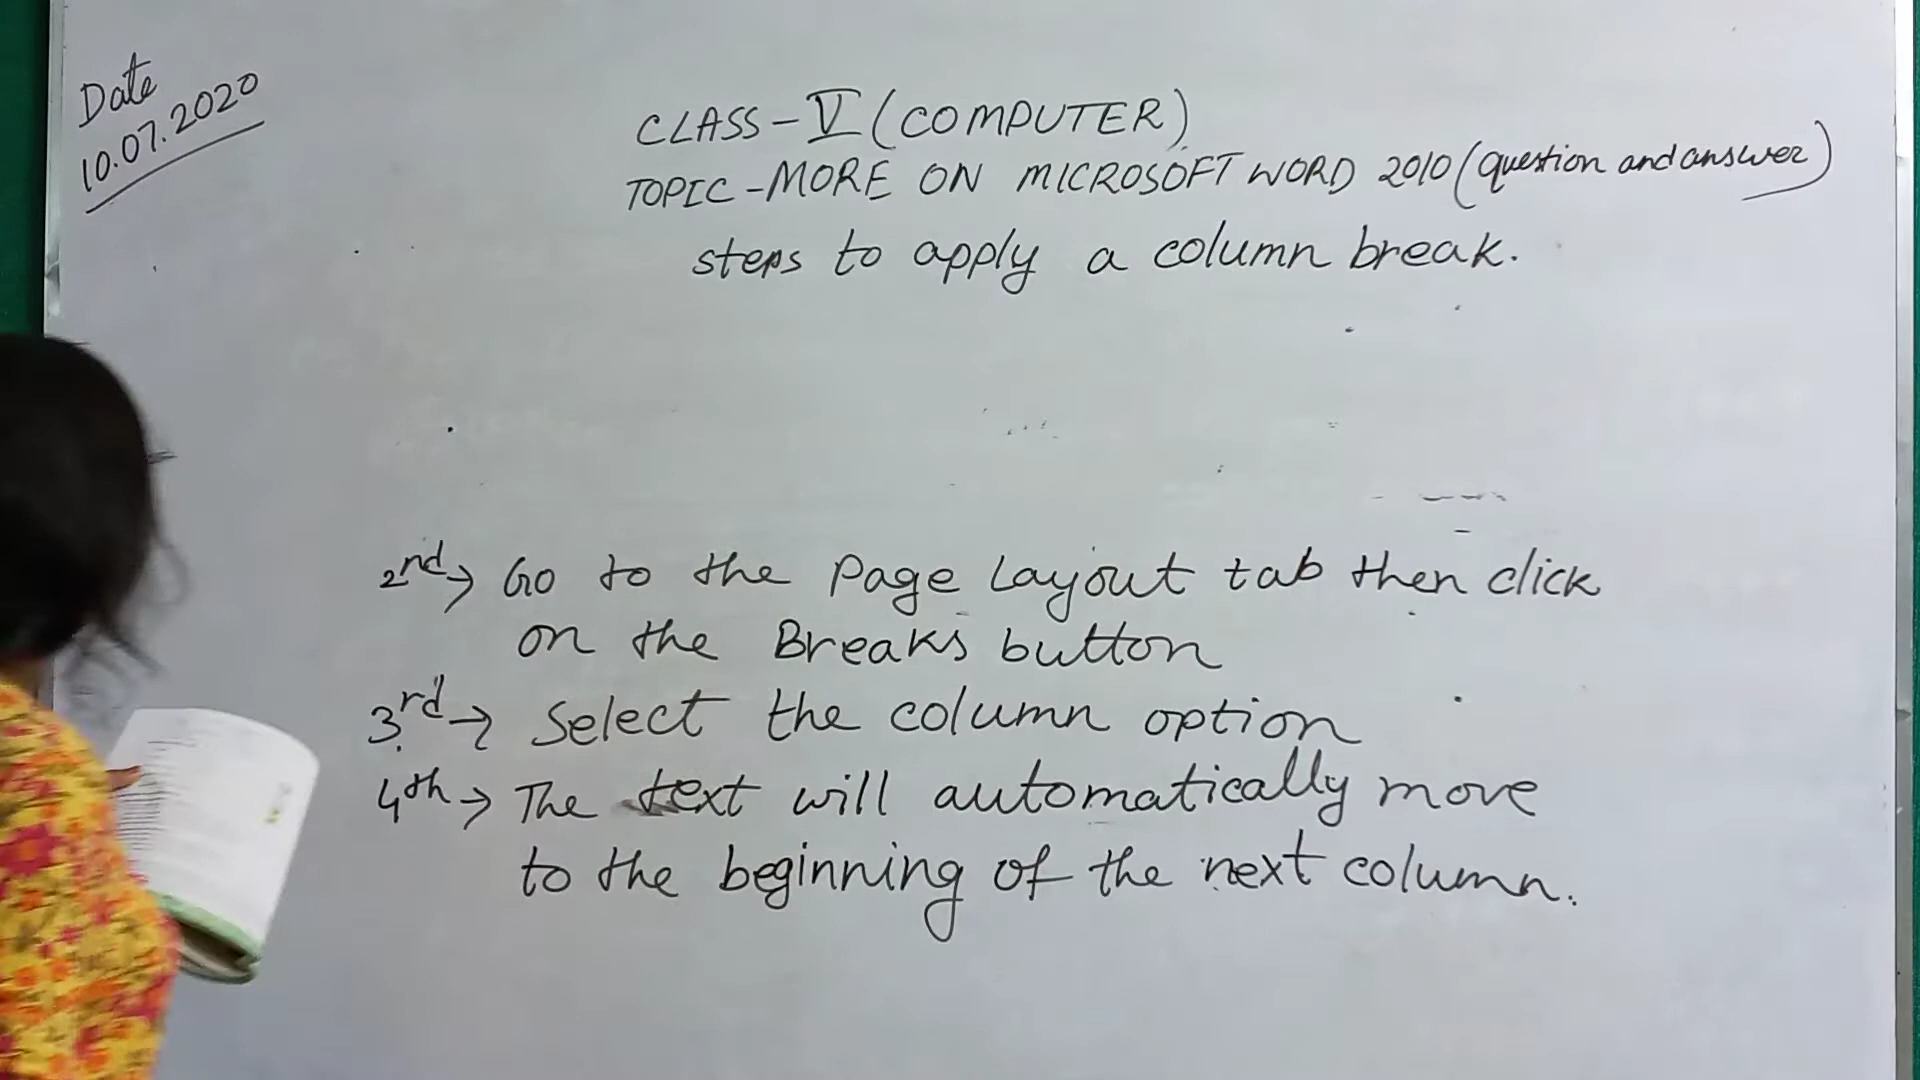 Date
10.07.2020
CLASS-V (COMPUTER)
TOPIC-MORE ON MICROSOFT WORD 2010 (question and answer)
steps to apply a column break.
2nd→ Go to the Page Layout tab then click
on the Breaks button
3rd→ Select the column option
4th→ The text will automatically move
to the beginning of the next column.